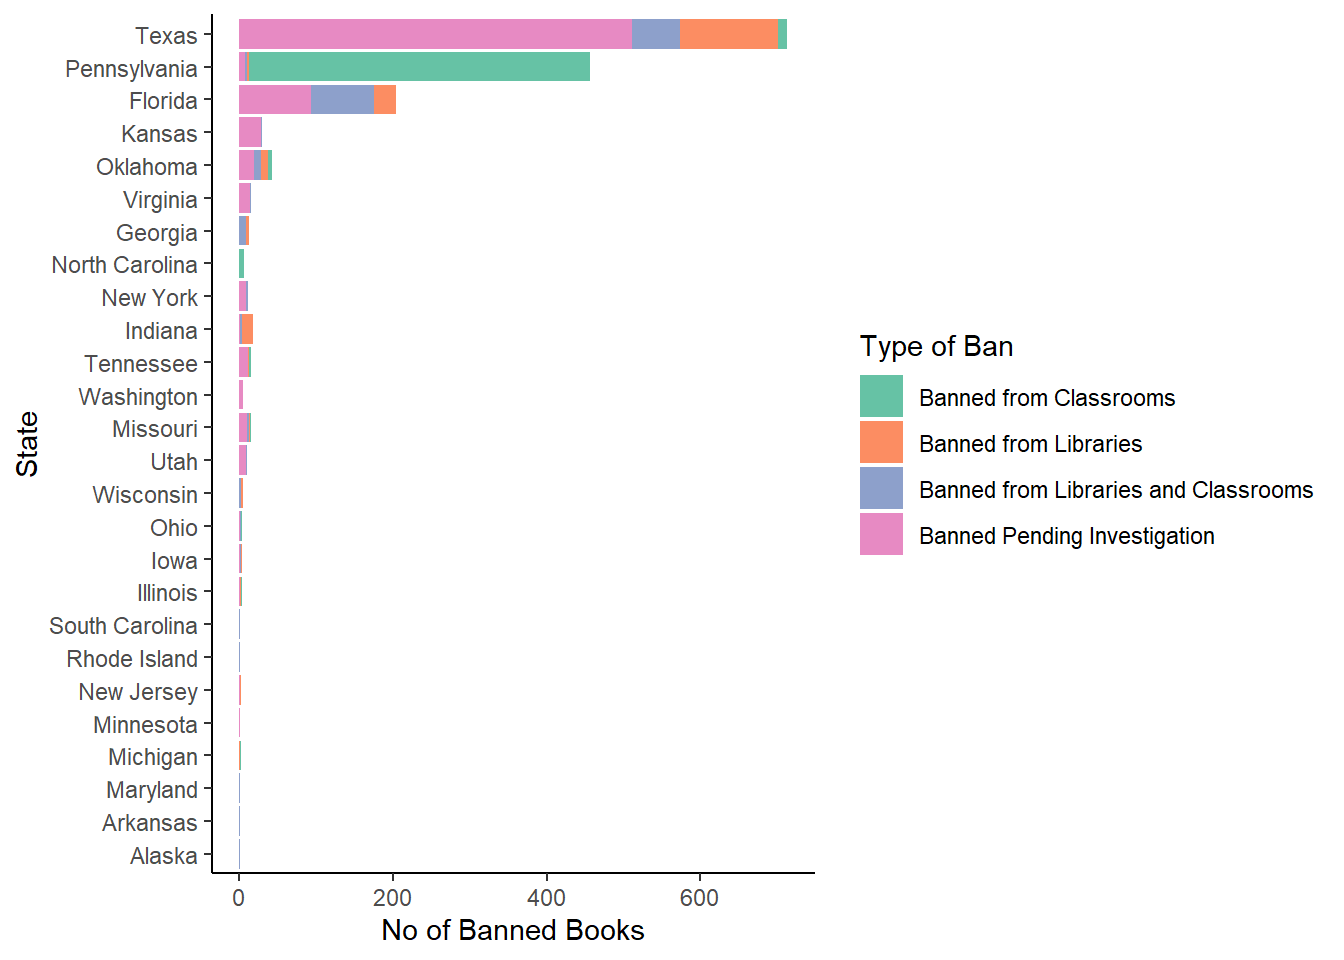 Texas
Pennsylvania
Florida
Kansas
Oklahoma
Virginia
Georgia
North Carolina
New York
Indiana
Tennessee
Washington
Missouri
Utah
Wisconsin
Ohio
Iowa
Illinois
South Carolina
Rhode Island
New Jersey
Minnesota
Michigan
Maryland
Arkansas
Alaska
State
0 200 400 600
No of Banned Books
Type of Ban
Banned from Classrooms
Banned from Libraries
Banned from Libraries and Classrooms
Banned Pending Investigation